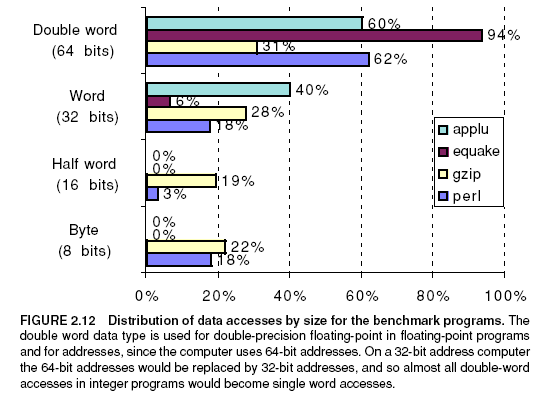 Double word
(64 bits)
60%
94%
31%
62%
Word
(32 bits)
40%
6%
28%
18%
Half word
(16 bits)
0%
0%
19%
3%
Byte
(8 bits)
0%
0%
22%
18%
applu
equake
gzip
perl
0% 20% 40% 60% 80% 100%
FIGURE 2.12 Distribution of data accesses by size for the benchmark programs. The
double word data type is used for double-precision floating-point in floating-point programs
and for addresses, since the computer uses 64-bit addresses. On a 32-bit address computer
the 64-bit addresses would be replaced by 32-bit addresses, and so almost all double-word
accesses in integer programs would become single word accesses.